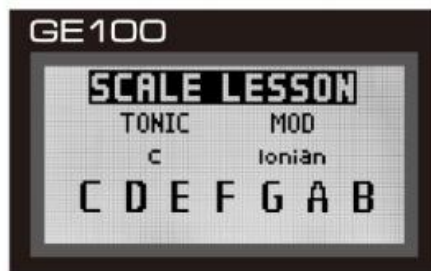 GE100
SCALE LESSON
TONIC MOD
C Ionian
C D E F G A B